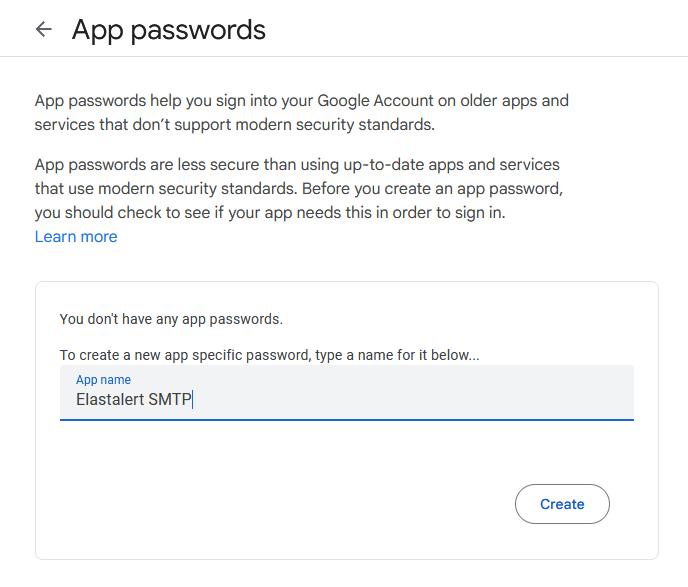 App passwords
App passwords help you sign into your Google Account on older apps and
services that don’t support modern security standards.
App passwords are less secure than using up-to-date apps and services
that use modern security standards. Before you create an app password,
you should check to see if your app needs this in order to sign in.
Learn more
You don't have any app passwords.
To create a new app specific password, type a name for it below...
App name
Elastalert SMTP
Create